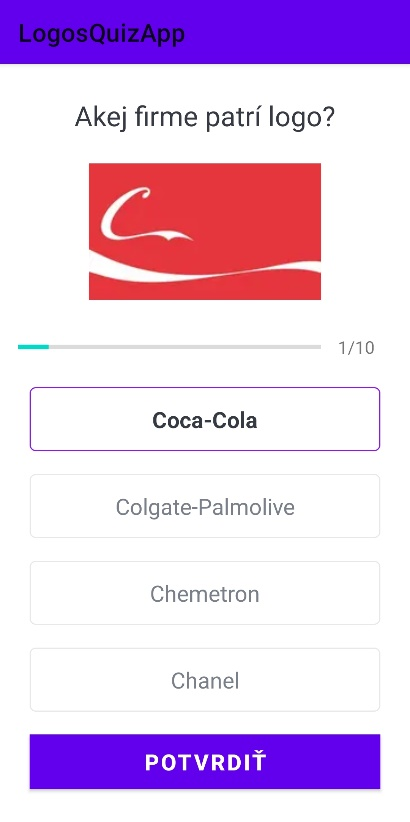 LogosQuizApp
Akej firme patrí logo?
C
1/10
Coca-Cola
Colgate-Palmolive
Chemetron
Chanel
POTVRDIŤ